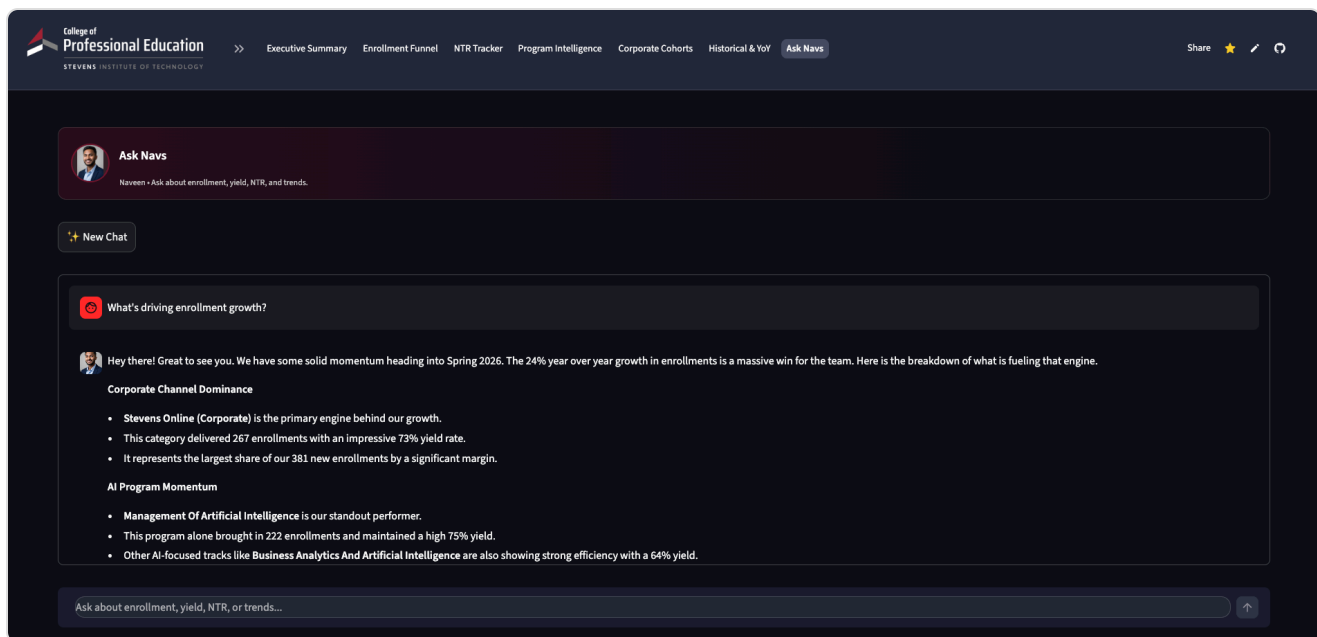 College of
Professional Education
STEVENS INSTITUTE OF TECHNOLOGY
Executive Summary
Enrollment Funnel
NTR Tracker
Program Intelligence
Corporate Cohorts
Historical & YoY
Ask Navs
Share
Ask Navs
Naveen • Ask about enrollment, yield, NTR, and trends.
✨ New Chat
What's driving enrollment growth?
Hey there! Great to see you. We have some solid momentum heading into Spring 2026. The 24% year over year growth in enrollments is a massive win for the team. Here is the breakdown of what is fueling that engine.
Corporate Channel Dominance
• Stevens Online (Corporate) is the primary engine behind our growth.
• This category delivered 267 enrollments with an impressive 73% yield rate.
• It represents the largest share of our 381 new enrollments by a significant margin.
AI Program Momentum
• Management Of Artificial Intelligence is our standout performer.
• This program alone brought in 222 enrollments and maintained a high 75% yield.
• Other AI-focused tracks like Business Analytics And Artificial Intelligence are also showing strong efficiency with a 64% yield.
Ask about enrollment, yield, NTR, or trends...